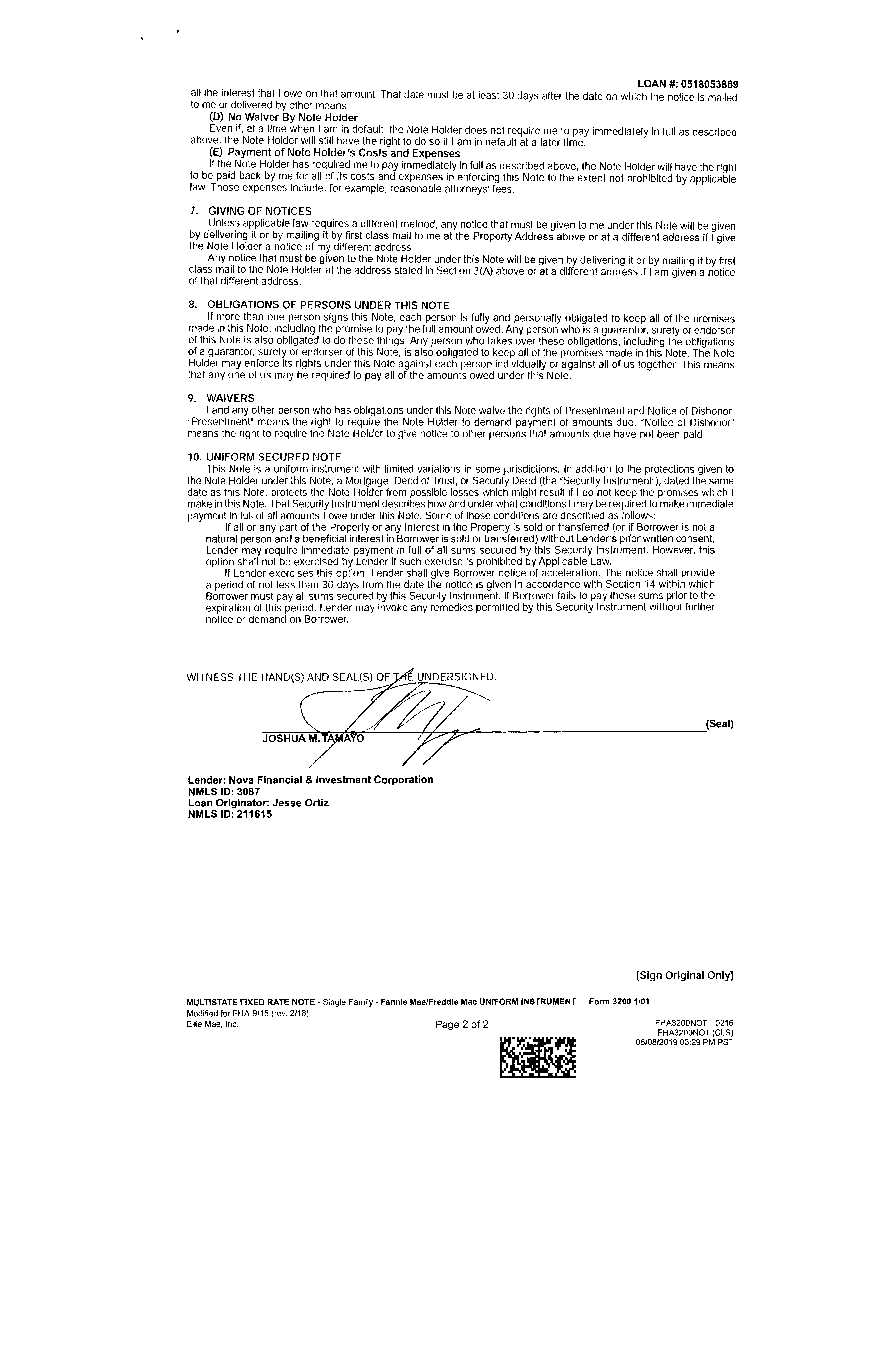 LOAN #: 0518053889
all the interest that I owe on that amount. That date must be at least 30 days after the date on which the notice is mailed
to me or delivered by other means.
(D) No Waiver By Note Holder
Even if, at a time when I am in default, the Note Holder does not require me to pay immediately in full as described
above, the Note Holder will still have the right to do so if I am in default at a later time.
(E) Payment of Note Holder's Costs and Expenses
If the Note Holder has required me to pay immediately in full as described above, the Note Holder will have the right
to be paid back by me for all of its costs and expenses in enforcing this Note to the extent not prohibited by applicable
law. Those expenses include, for example, reasonable attorneys' fees.
7. GIVING OF NOTICES
Unless applicable law requires a different method, any notice that must be given to me under this Note will be given
by delivering it or by mailing it by first class mail to me at the Property Address above or at a different address if I give
the Note Holder a notice of my different address.
Any notice that must be given to the Note Holder under this Note will be given by delivering it or by mailing it by first
class mail to the Note Holder at the address stated in Section 3(A) above or at a different address if I am given a notice
of that different address.
8. OBLIGATIONS OF PERSONS UNDER THIS NOTE
If more than one person signs this Note, each person is fully and personally obligated to keep all of the promises
made in this Note, including the promise to pay the full amount owed. Any person who is a guarantor, surety or endorser
of this Note is also obligated to do these things. Any person who takes over these obligations, including the obligations
of a guarantor, surety or endorser of this Note, is also obligated to keep all of the promises made in this Note. The Note
Holder may enforce its rights under this Note against each person individually or against all of us together. This means
that any one of us may be required to pay all of the amounts owed under this Note.
9. WAIVERS
I and any other person who has obligations under this Note waive the rights of Presentment and Notice of Dishonor.
"Presentment" means the right to require the Note Holder to demand payment of amounts due. "Notice of Dishonor"
means the right to require the Note Holder to give notice to other persons that amounts due have not been paid.
10. UNIFORM SECURED NOTE
This Note is a uniform instrument with limited variations in some jurisdictions. In addition to the protections given to
the Note Holder under this Note, a Mortgage, Deed of Trust, or Security Deed (the "Security Instrument"), dated the same
date as this Note, protects the Note Holder from possible losses which might result if I do not keep the promises which I
make in this Note. That Security Instrument describes how and under what conditions I may be required to make immediate
payment in full of all amounts I owe under this Note. Some of those conditions are described as follows:
If all or any part of the Property or any Interest in the Property is sold or transferred (or if Borrower is not a
natural person and a beneficial interest in Borrower is sold or transferred) without Lender's prior written consent,
Lender may require immediate payment in full of all sums secured by this Security Instrument. However, this
option shall not be exercised by Lender if such exercise is prohibited by Applicable Law.
If Lender exercises this option, Lender shall give Borrower notice of acceleration. The notice shall provide
a period of not less than 30 days from the date the notice is given in accordance with Section 14 within which
Borrower must pay all sums secured by this Security Instrument. If Borrower fails to pay these sums prior to the
expiration of this period, Lender may invoke any remedies permitted by this Security Instrument without further
notice or demand on Borrower.
WITNESS THE HAND(S) AND SEAL(S) OF THE UNDERSIGNED.
(Seal)
JOSHUA M. TAMAYO
Lender: Nova Financial & Investment Corporation
NMLS ID: 3087
Loan Originator: Jesse Ortiz
NMLS ID: 211615
(Sign Original Only)
MULTISTATE FIXED RATE NOTE - Single Family - Fannie Mae/Freddie Mac UNIFORM INSTRUMENT Form 3200 1/01
Modified for FHA 9/15 (rev. 2/16)
Ellie Mae, Inc.
Page 2 of 2
FHA3200NOT 0216
FHA3200NOT (CLS)
05/08/2019 03:29 PM PST